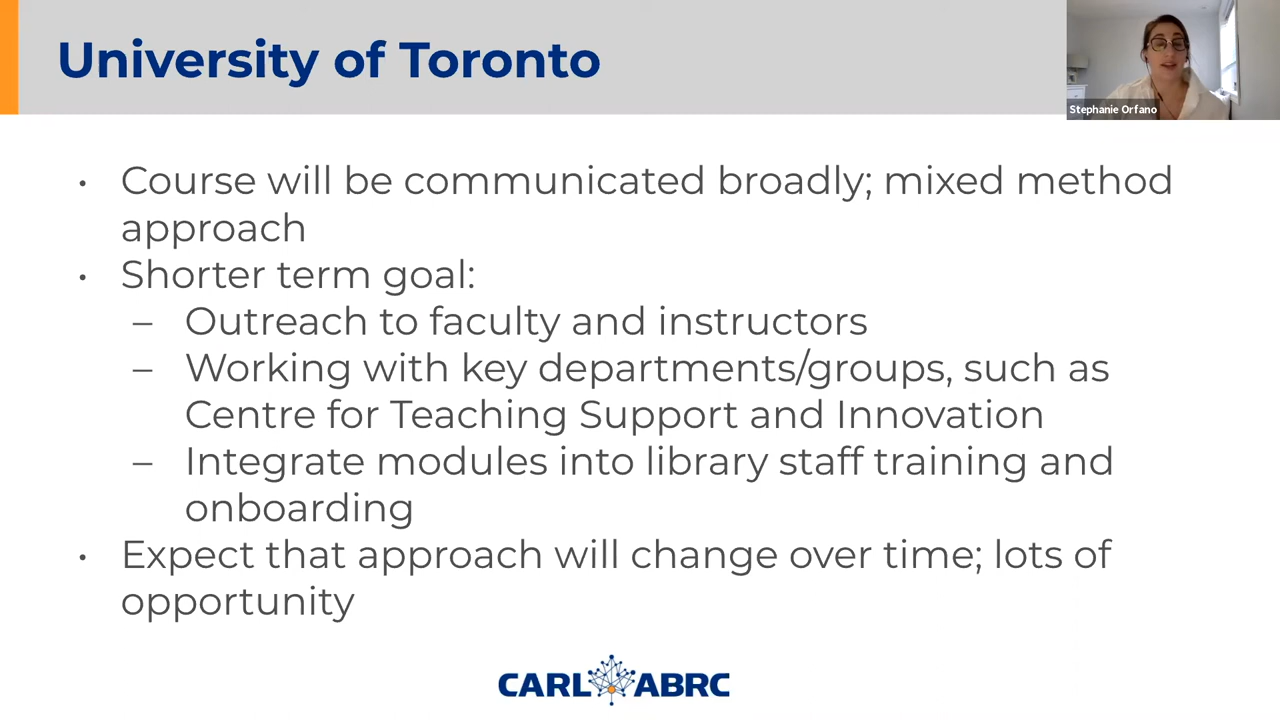 University of Toronto
Stephanie Orfano
• Course will be communicated broadly; mixed method
approach
• Shorter term goal:
– Outreach to faculty and instructors
– Working with key departments/groups, such as
Centre for Teaching Support and Innovation
– Integrate modules into library staff training and
onboarding
• Expect that approach will change over time; lots of
opportunity
CARL ABRC